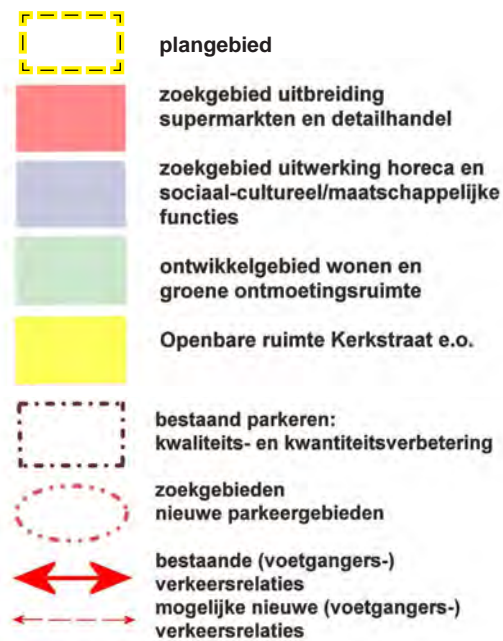 plangebied
zoekgebied uitbreiding
supermarkten en detailhandel
zoekgebied uitwerking horeca en
sociaal-cultureel/maatschappelijke
functies
ontwikkelgebied wonen en
groene ontmoetingsruimte
Openbare ruimte Kerkstraat e.o.
bestaand parkeren:
kwaliteits- en kwantiteitsverbetering
zoekgebieden
nieuwe parkeergebieden
bestaande (voetgangers-)
verkeersrelaties
mogelijke nieuwe (voetgangers-)
verkeersrelaties